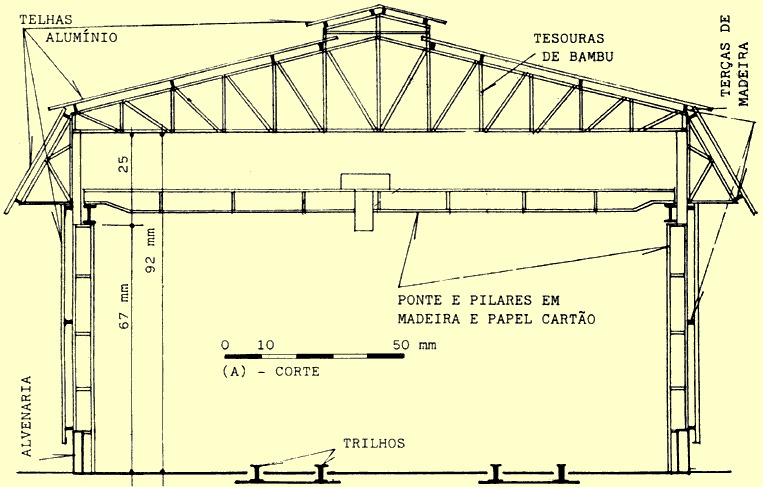 TELHAS
ALUMÍNIO
TESOURAS
DE BAMBU
TERÇAS DE
MADEIRA
25
92 mm
67 mm
PONTE E PILARES EM
MADEIRA E PAPEL CARTÃO
0 10 50 mm
(A) - CORTE
ALVENARIA
TRILHOS